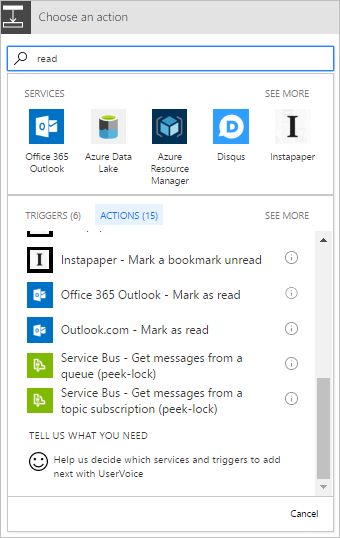 Choose an action
read
SERVICES SEE MORE
Office 365 Outlook
Azure Data Lake
Azure Resource Manager
Disqus
Instapaper
TRIGGERS (6) ACTIONS (15) SEE MORE
Instapaper - Mark a bookmark unread
Office 365 Outlook - Mark as read
Outlook.com - Mark as read
Service Bus - Get messages from a
queue (peek-lock)
Service Bus - Get messages from a
topic subscription (peek-lock)
TELL US WHAT YOU NEED
Help us decide which services and triggers to add
next with UserVoice
Cancel